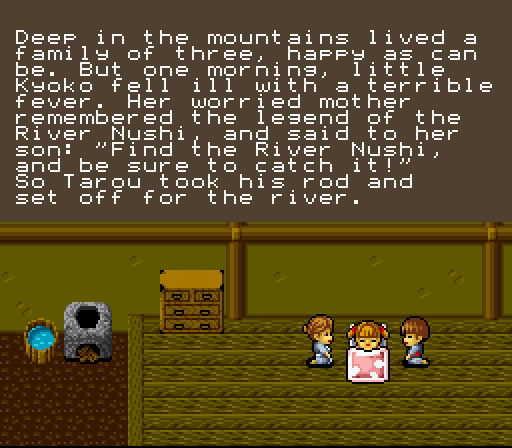 Deep in the mountains lived a
family of three, happy as can
be. But one morning, little
Kyoko fell ill with a terrible
fever. Her worried mother
remembered the legend of the
River Nushi, and said to her
son: "Find the River Nushi,
and be sure to catch it!"
So Tarou took his rod and
set off for the river.